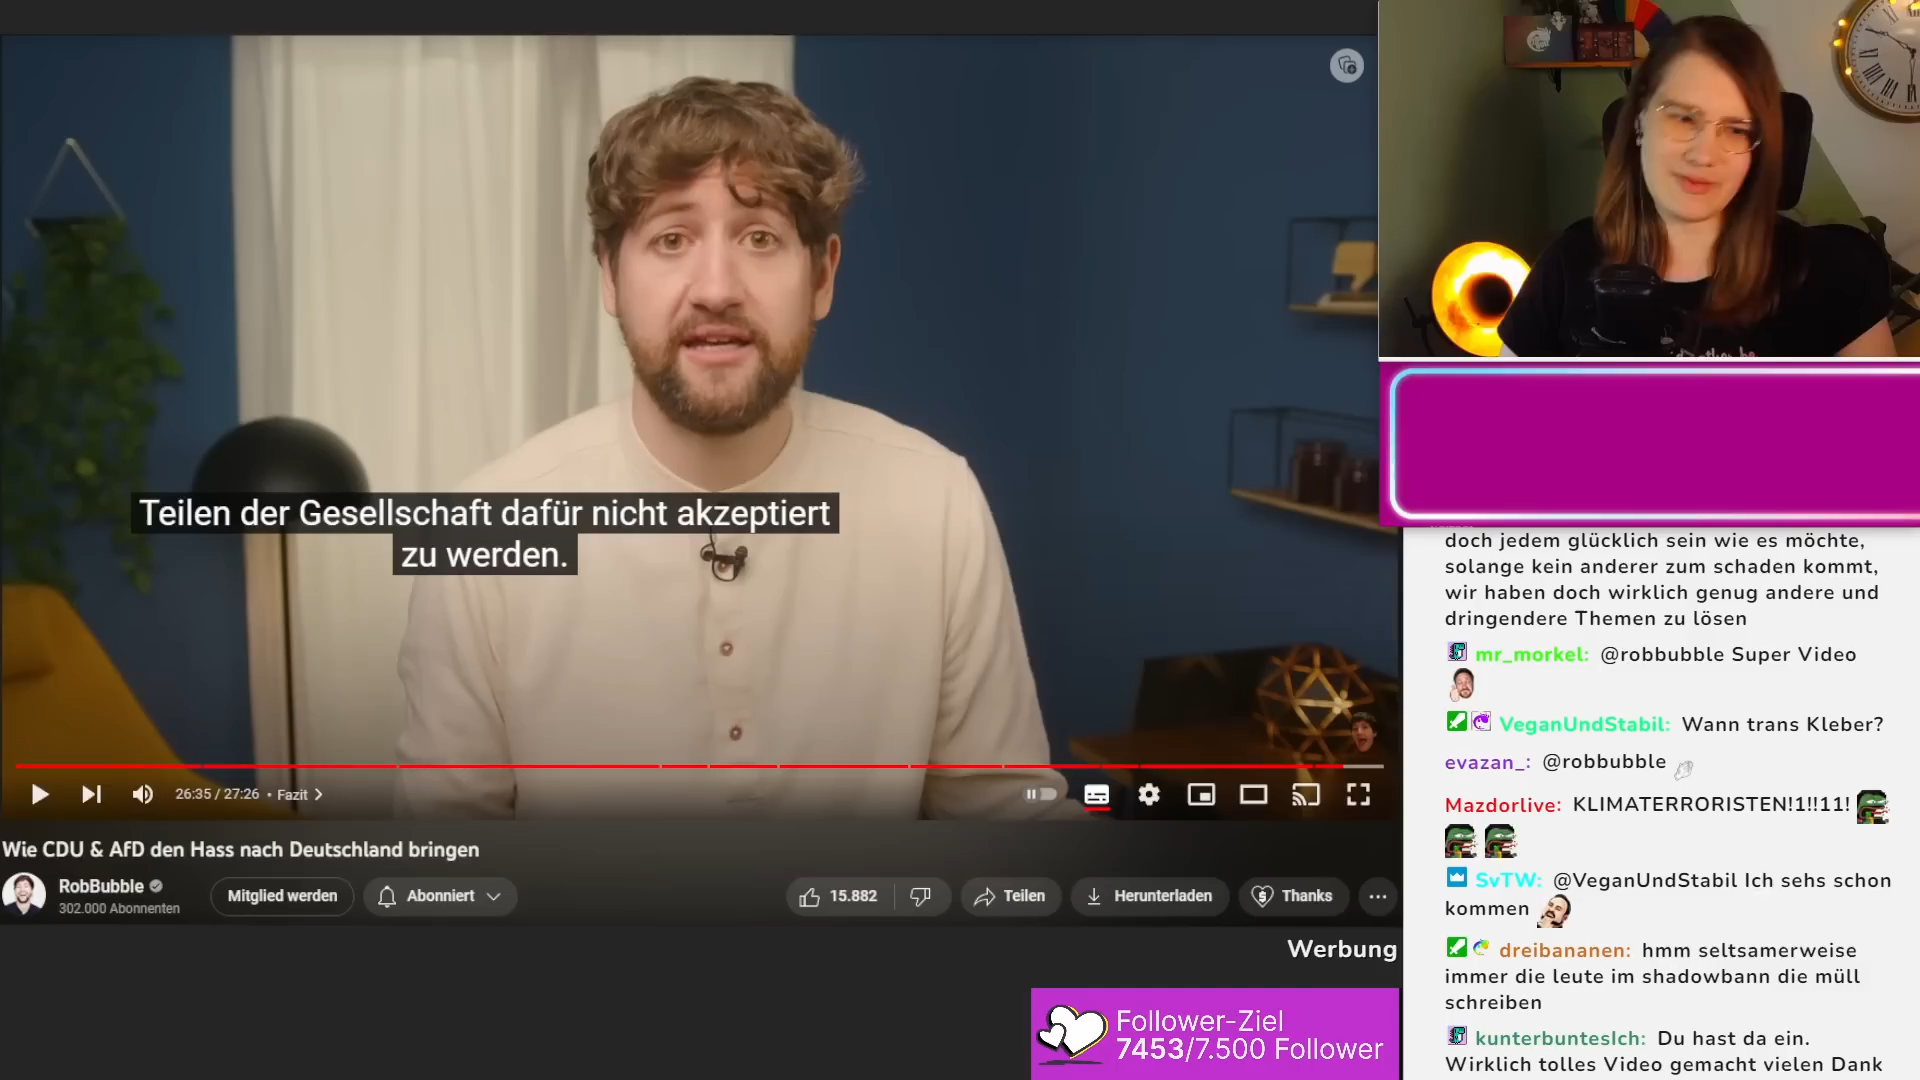 Teilen der Gesellschaft dafür nicht akzeptiert
zu werden.
26:35 / 27:26 • Fazit
Wie CDU & AfD den Hass nach Deutschland bringen
RobBubble
302.000 Abonnenten
Mitglied werden
Abonniert
15.882
Teilen
Herunterladen
Thanks
Werbung
Follower-Ziel
7453/7.500 Follower
doch jedem glücklich sein wie es möchte,
solange kein anderer zum schaden kommt,
wir haben doch wirklich genug andere und
dringendere Themen zu lösen
mr_morkel: @robbubble Super Video
VeganUndStabil: Wann trans Kleber?
evazan_: @robbubble
Mazdorlive: KLIMATERRORISTEN!1!!11!
SvTW: @VeganUndStabil Ich sehs schon
kommen
dreibananen: hmm seltsamerweise
immer die leute im shadowbann die müll
schreiben
kunterbuntesIch: Du hast da ein.
Wirklich tolles Video gemacht vielen Dank